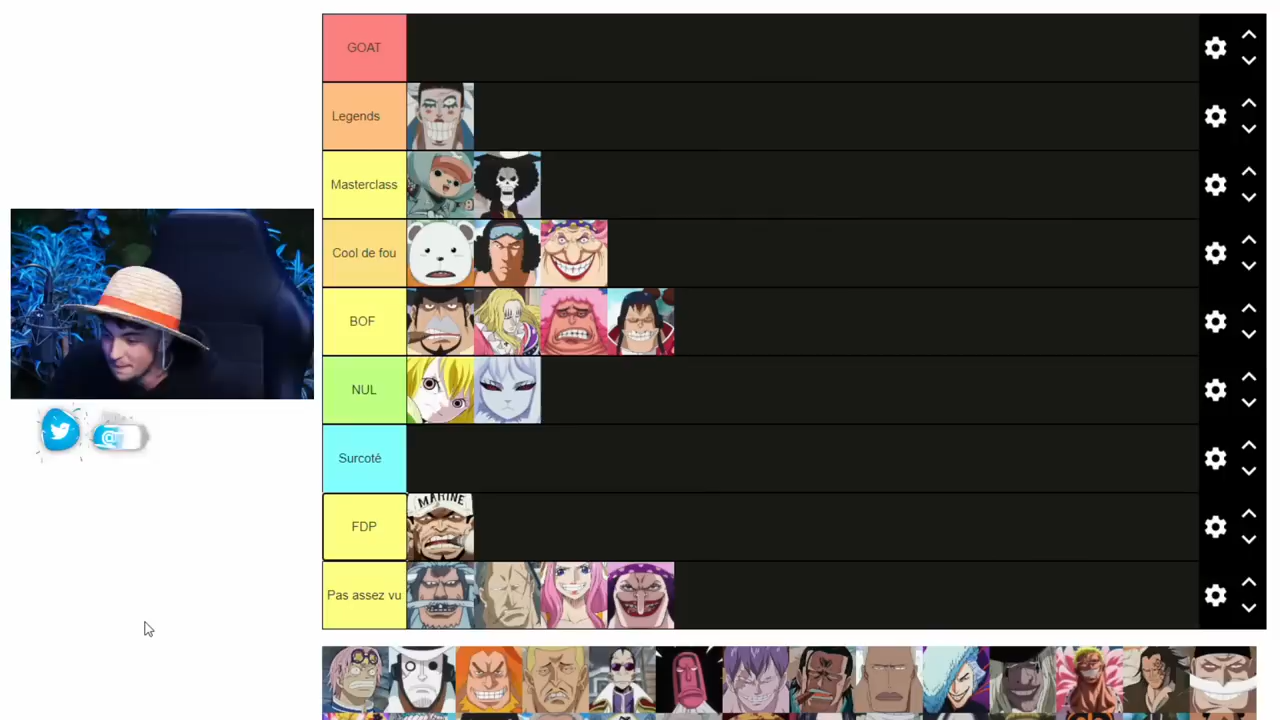 GOAT
Legends
Masterclass
Cool de fou
BOF
NUL
Surcoté
MARINE
FDP
Pas assez vu
@